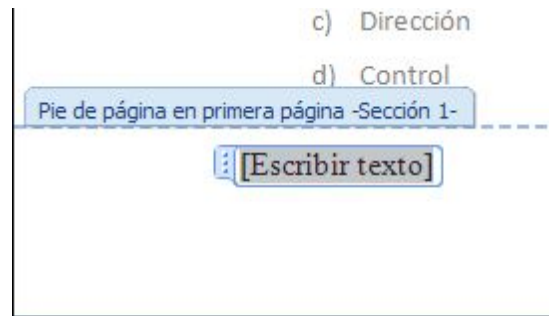 c) Dirección
d) Control
Pie de página en primera página -Sección 1-
[Escribir texto]